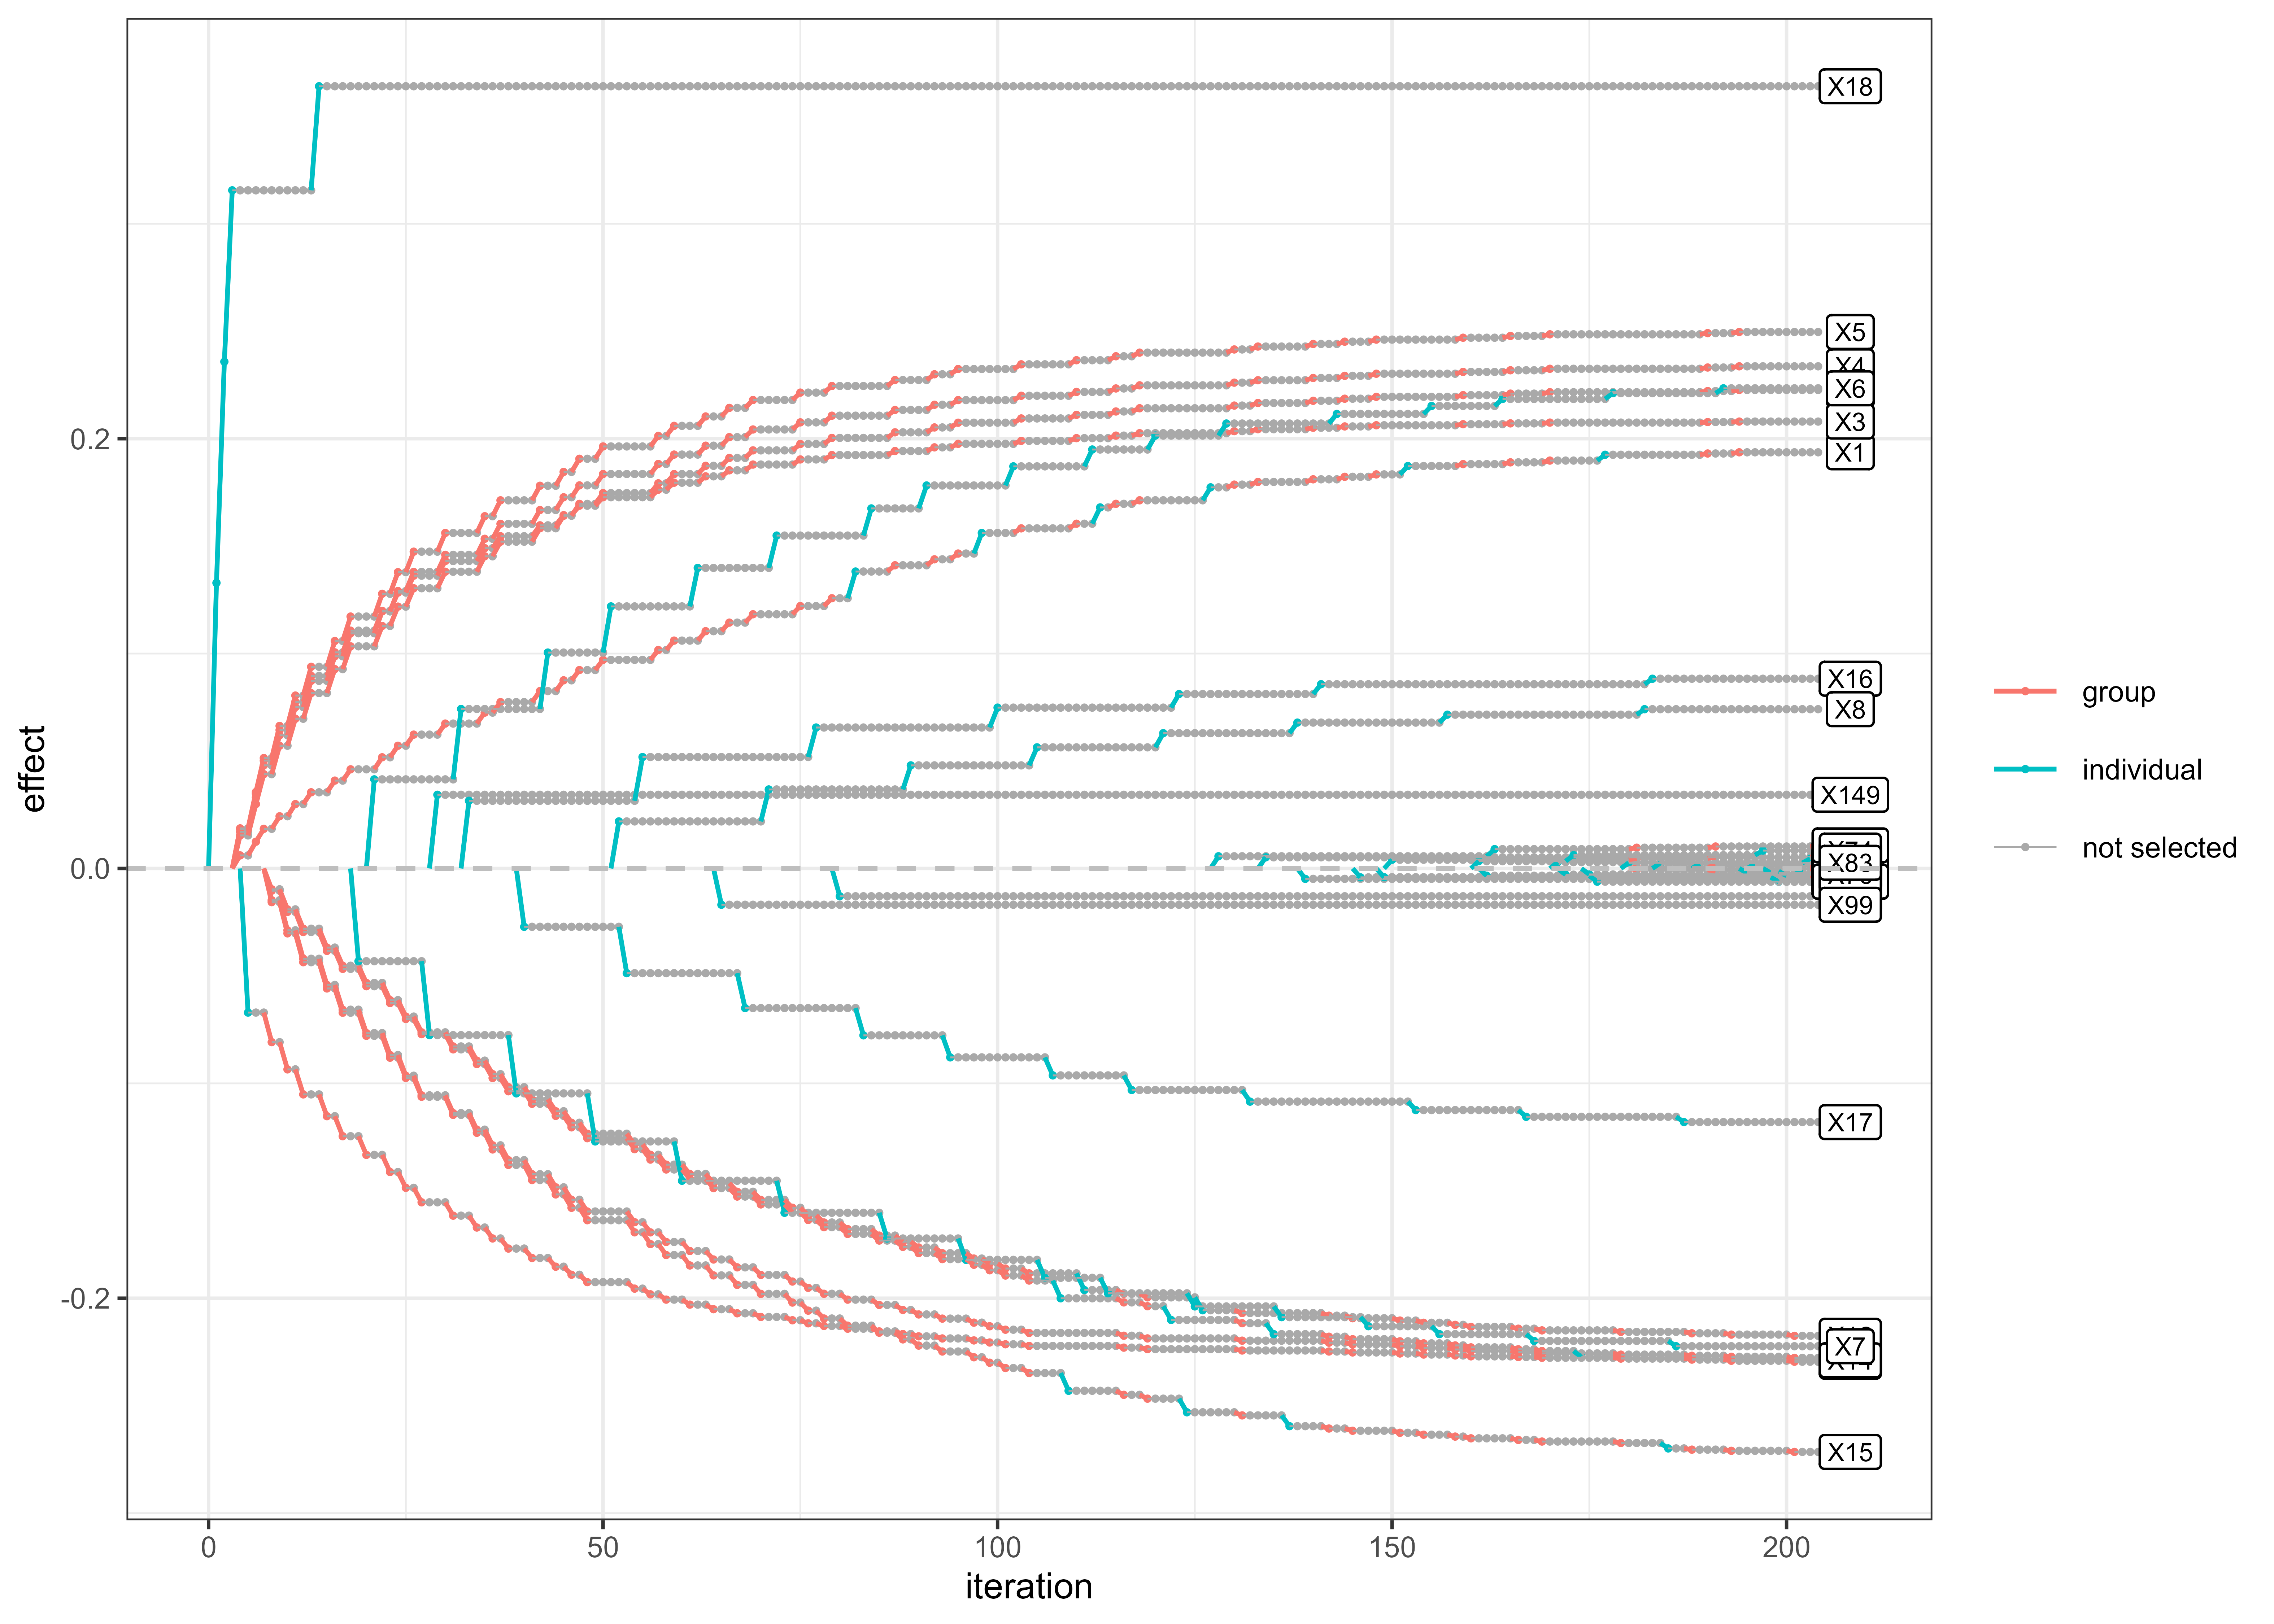 X18
X5
X4
X6
X3
X1
X16
X8
X149
X83
X99
X17
X7
X15
0.2
0.0
-0.2
0
50
100
150
200
effect
iteration
group
individual
not selected